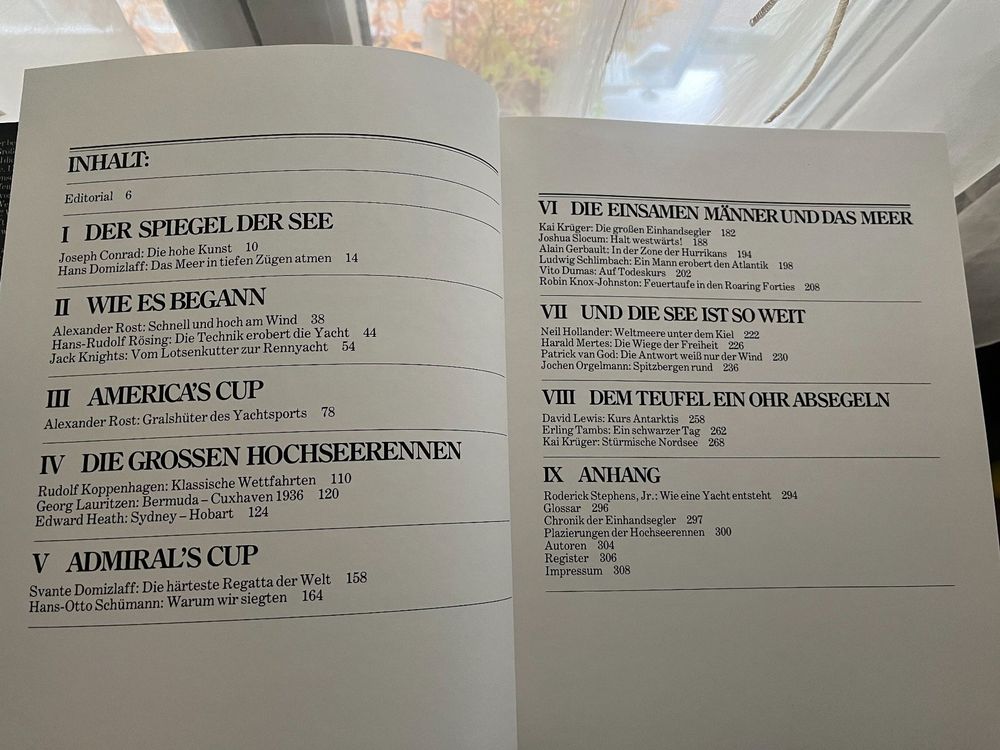 INHALT:
Editorial 6
I DER SPIEGEL DER SEE
Joseph Conrad: Die hohe Kunst 10
Hans Domizlaff: Das Meer in tiefen Zügen atmen 14
II WIE ES BEGANN
Alexander Rost: Schnell und hoch am Wind 38
Hans-Rudolf Rösing: Die Technik erobert die Yacht 44
Jack Knights: Vom Lotsenkutter zur Rennyacht 54
III AMERICA'S CUP
Alexander Rost: Gralshüter des Yachtsports 78
IV DIE GROSSEN HOCHSEERENNEN
Rudolf Koppenhagen: Klassische Wettfahrten 110
Georg Lauritzen: Bermuda – Cuxhaven 1936 120
Edward Heath: Sydney – Hobart 124
V ADMIRAL'S CUP
Svante Domizlaff: Die härteste Regatta der Welt 158
Hans-Otto Schümann: Warum wir siegten 164
VI DIE EINSAMEN MÄNNER UND DAS MEER
Kai Krüger: Die großen Einhandsegler 182
Joshua Slocum: Halt westwärts! 188
Alain Gerbault: In der Zone der Hurrikans 194
Ludwig Schlimbach: Ein Mann erobert den Atlantik 198
Vito Dumas: Auf Todeskurs 202
Robin Knox-Johnston: Feuertaufe in den Roaring Forties 208
VII UND DIE SEE IST SO WEIT
Neil Hollander: Weltmeere unter dem Kiel 222
Harald Mertes: Die Wiege der Freiheit 226
Patrick van God: Die Antwort weiß nur der Wind 230
Jochen Orgelmann: Spitzbergen rund 236
VIII DEM TEUFEL EIN OHR ABSEGELN
David Lewis: Kurs Antarktis 258
Erling Tambs: Ein schwarzer Tag 262
Kai Krüger: Stürmische Nordsee 268
IX ANHANG
Roderick Stephens, Jr.: Wie eine Yacht entsteht 294
Glossar 296
Chronik der Einhandsegler 297
Plazierungen der Hochseerennen 300
Autoren 304
Register 306
Impressum 308